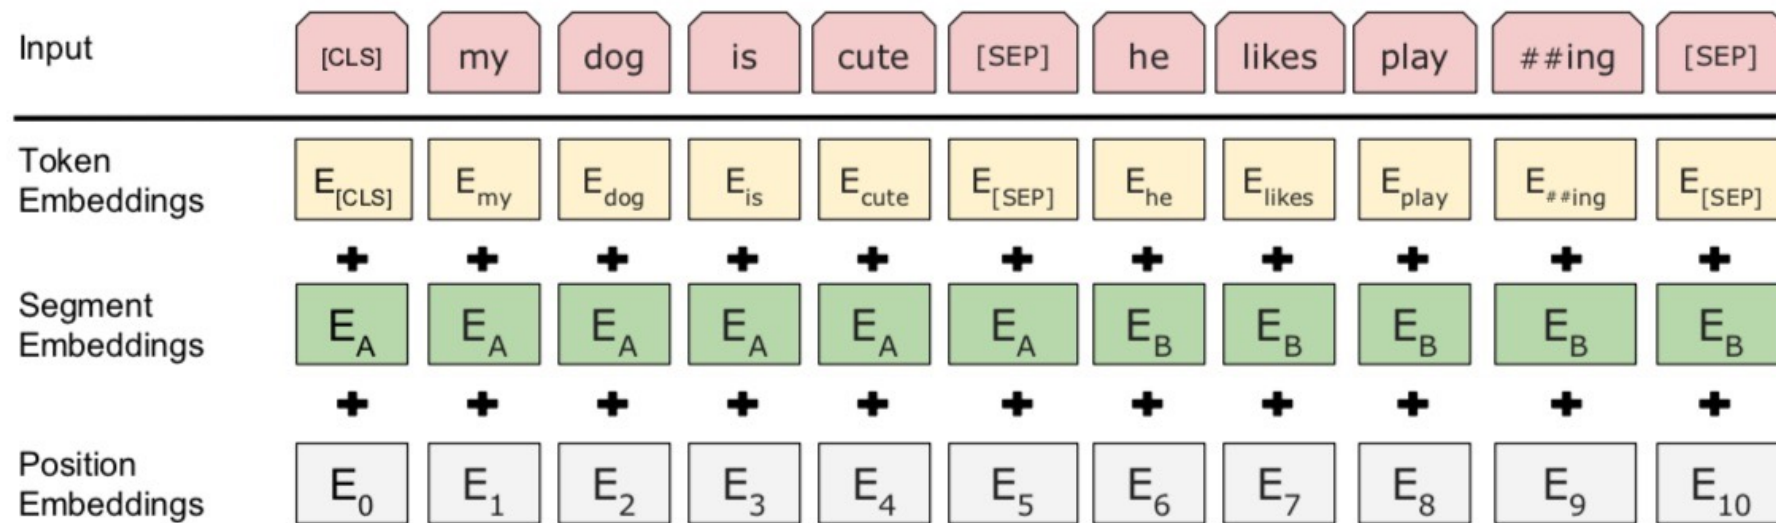 Input [CLS] my dog is cute [SEP] he likes play ##ing [SEP]
Token
Embeddings
E[CLS] Emy Edog Eis Ecute E[SEP] Ehe Elikes Eplay E##ing E[SEP]
+ + + + + + + + + + +
Segment
Embeddings
EA EA EA EA EA EA EB EB EB EB EB
+ + + + + + + + + + +
Position
Embeddings
E0 E1 E2 E3 E4 E5 E6 E7 E8 E9 E10